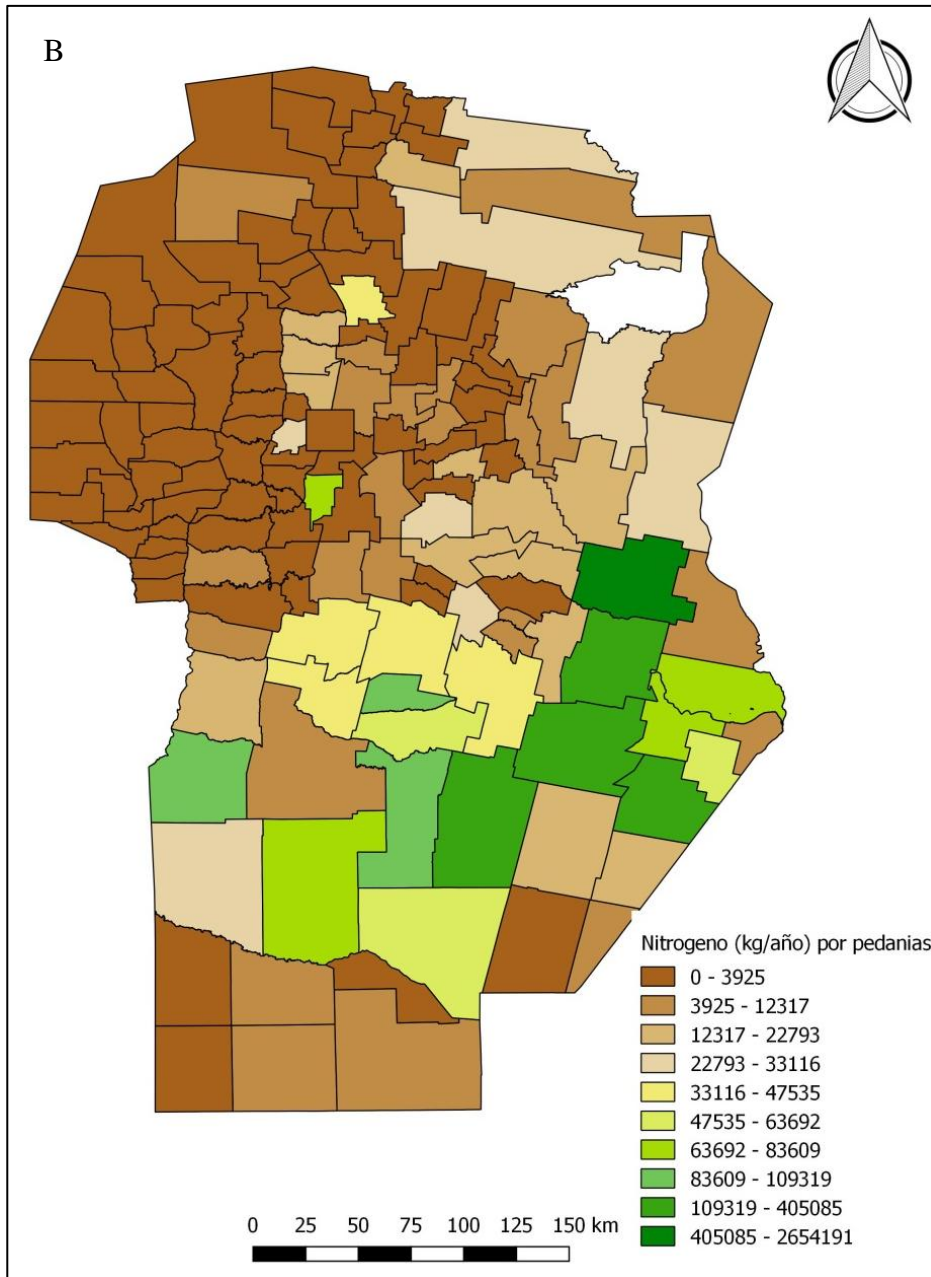 B
Nitrogeno (kg/año) por pedanias
0 - 3925
3925 - 12317
12317 - 22793
22793 - 33116
33116 - 47535
47535 - 63692
63692 - 83609
83609 - 109319
109319 - 405085
405085 - 2654191
0 25 50 75 100 125 150 km